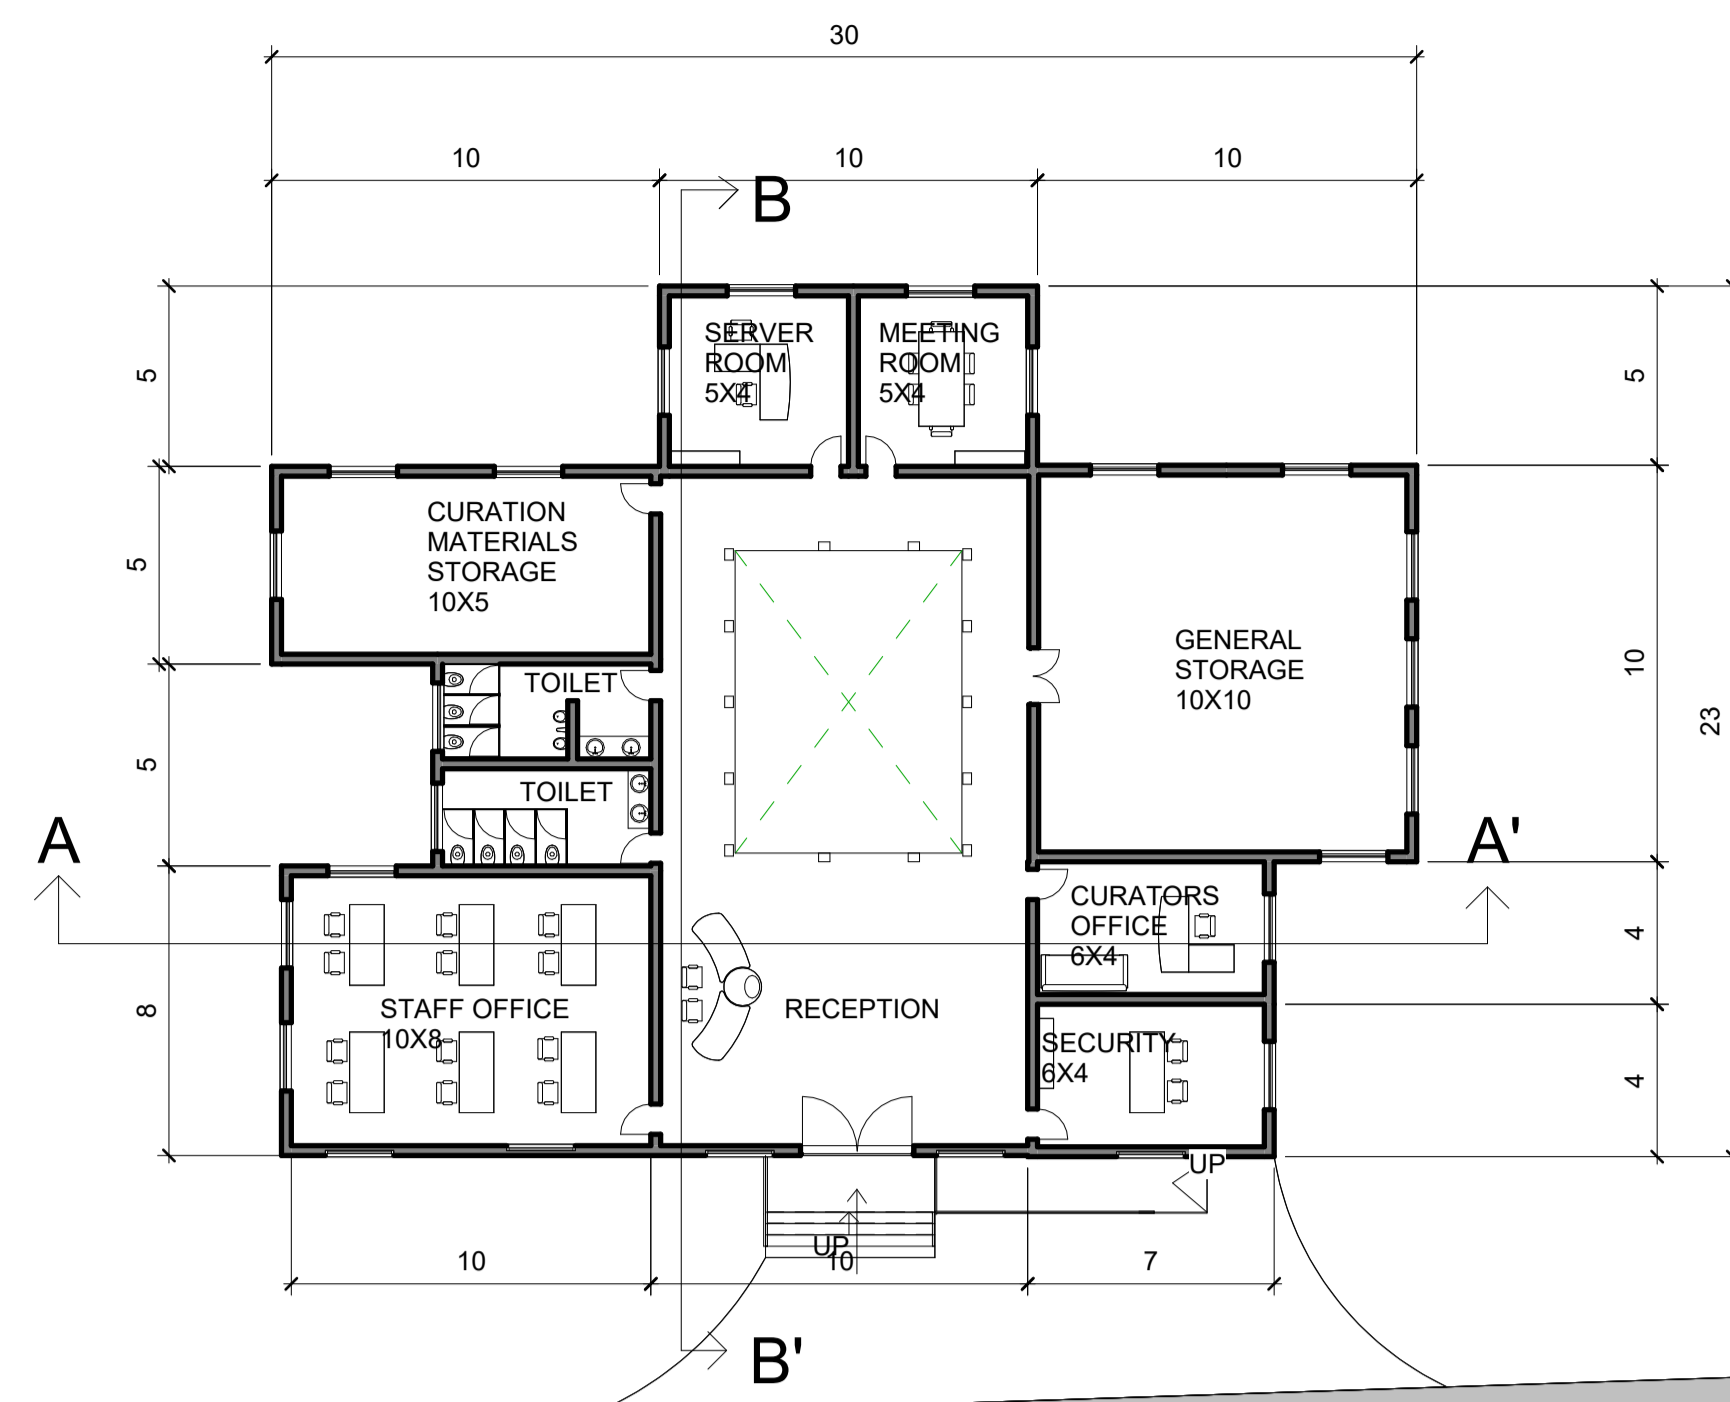 30
10
10
10
B
5
5
SERVER
ROOM
5X4
MEETING
ROOM
5X4
CURATION
MATERIALS
STORAGE
10X5
5
10
GENERAL
STORAGE
10X10
TOILET
23
5
TOILET
A
A'
CURATORS
OFFICE
6X4
4
STAFF OFFICE
10X8
8
RECEPTION
SECURITY
6X4
4
UP
UP
10
10
7
B'